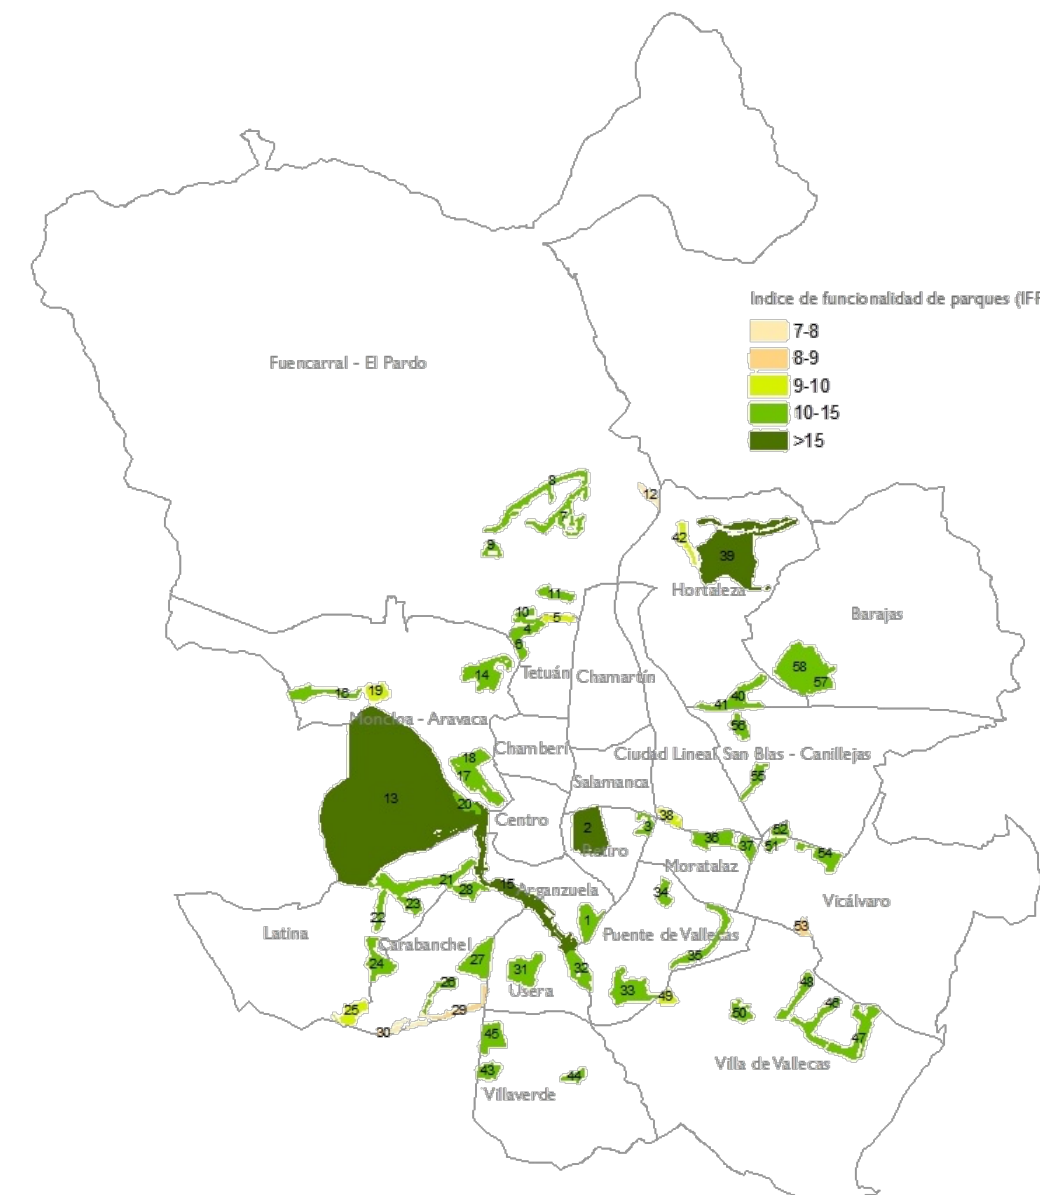 Indice de funcionalidad de parques (IFF
7-8
8-9
9-10
10-15
>15
Fuencarral - El Pardo
8
12
7
9
42
39
Hortaleza
11
10
5
4
6
Barajas
58
57
14
Tetuán
Chamartín
16
19
40
41
Moncloa - Aravaca
56
Chamberí
Ciudad Lineal
San Blas - Canillejas
18
17
55
Salamanca
13
20
Centro
2
3
38
52
Retiro
36
37
51
54
Moratalaz
21
15
28
Arganzuela
34
Vicálvaro
23
22
1
53
Latina
Carabanchel
Puente de Vallecas
24
27
31
32
35
Usera
26
33
49
48
46
25
29
50
30
45
47
Villa de Vallecas
43
44
Villaverde